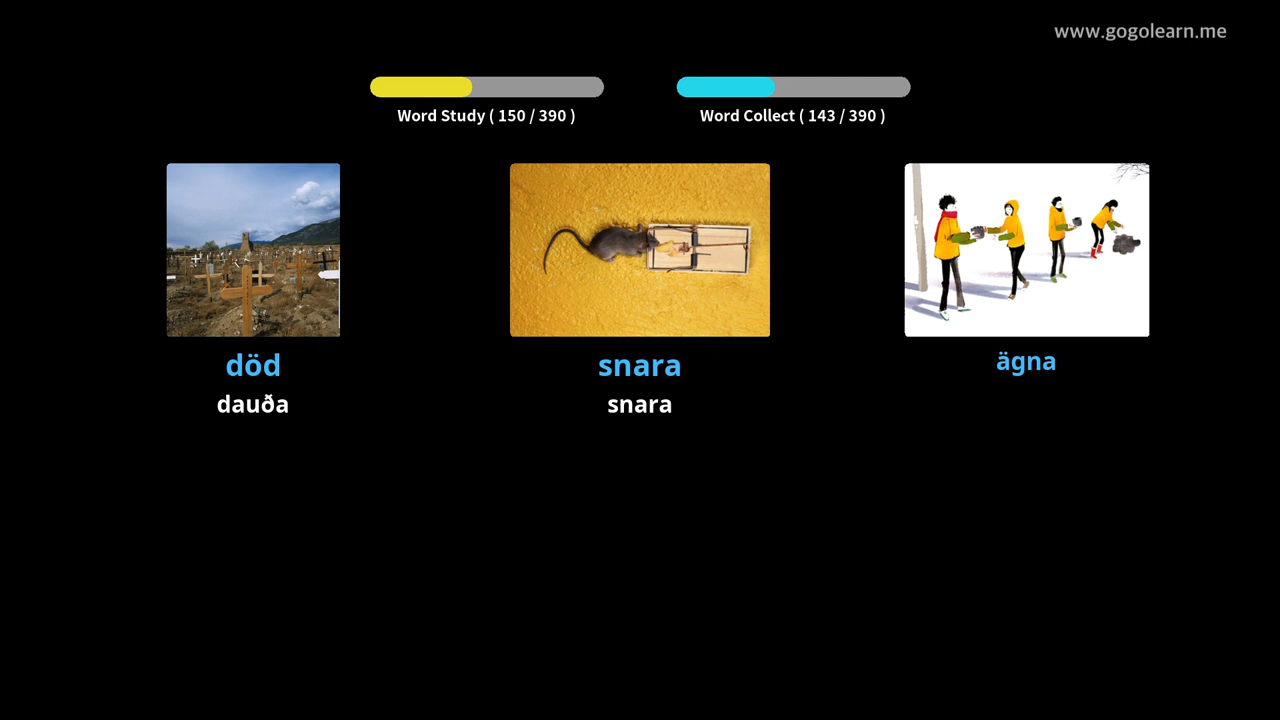 www.gogolearn.me
Word Study ( 150 / 390 )
Word Collect ( 143 / 390 )
död
dauða
snara
snara
ägna